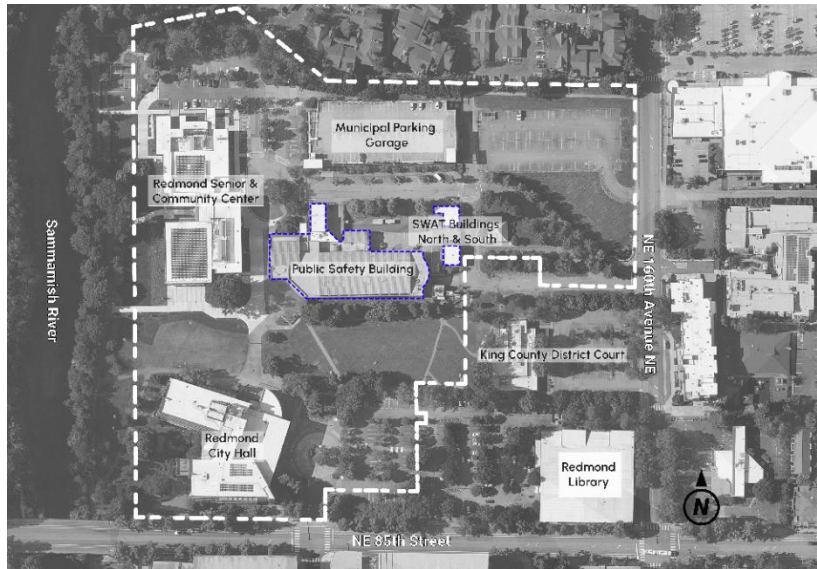 Municipal Parking
Garage
Redmond Senior &
Community Center
SWAT Buildings
North & South
Public Safety Building
Sammamish River
NE 160th Avenue NE
King County District Court
Redmond
City Hall
Redmond
Library
N
NE 85th Street